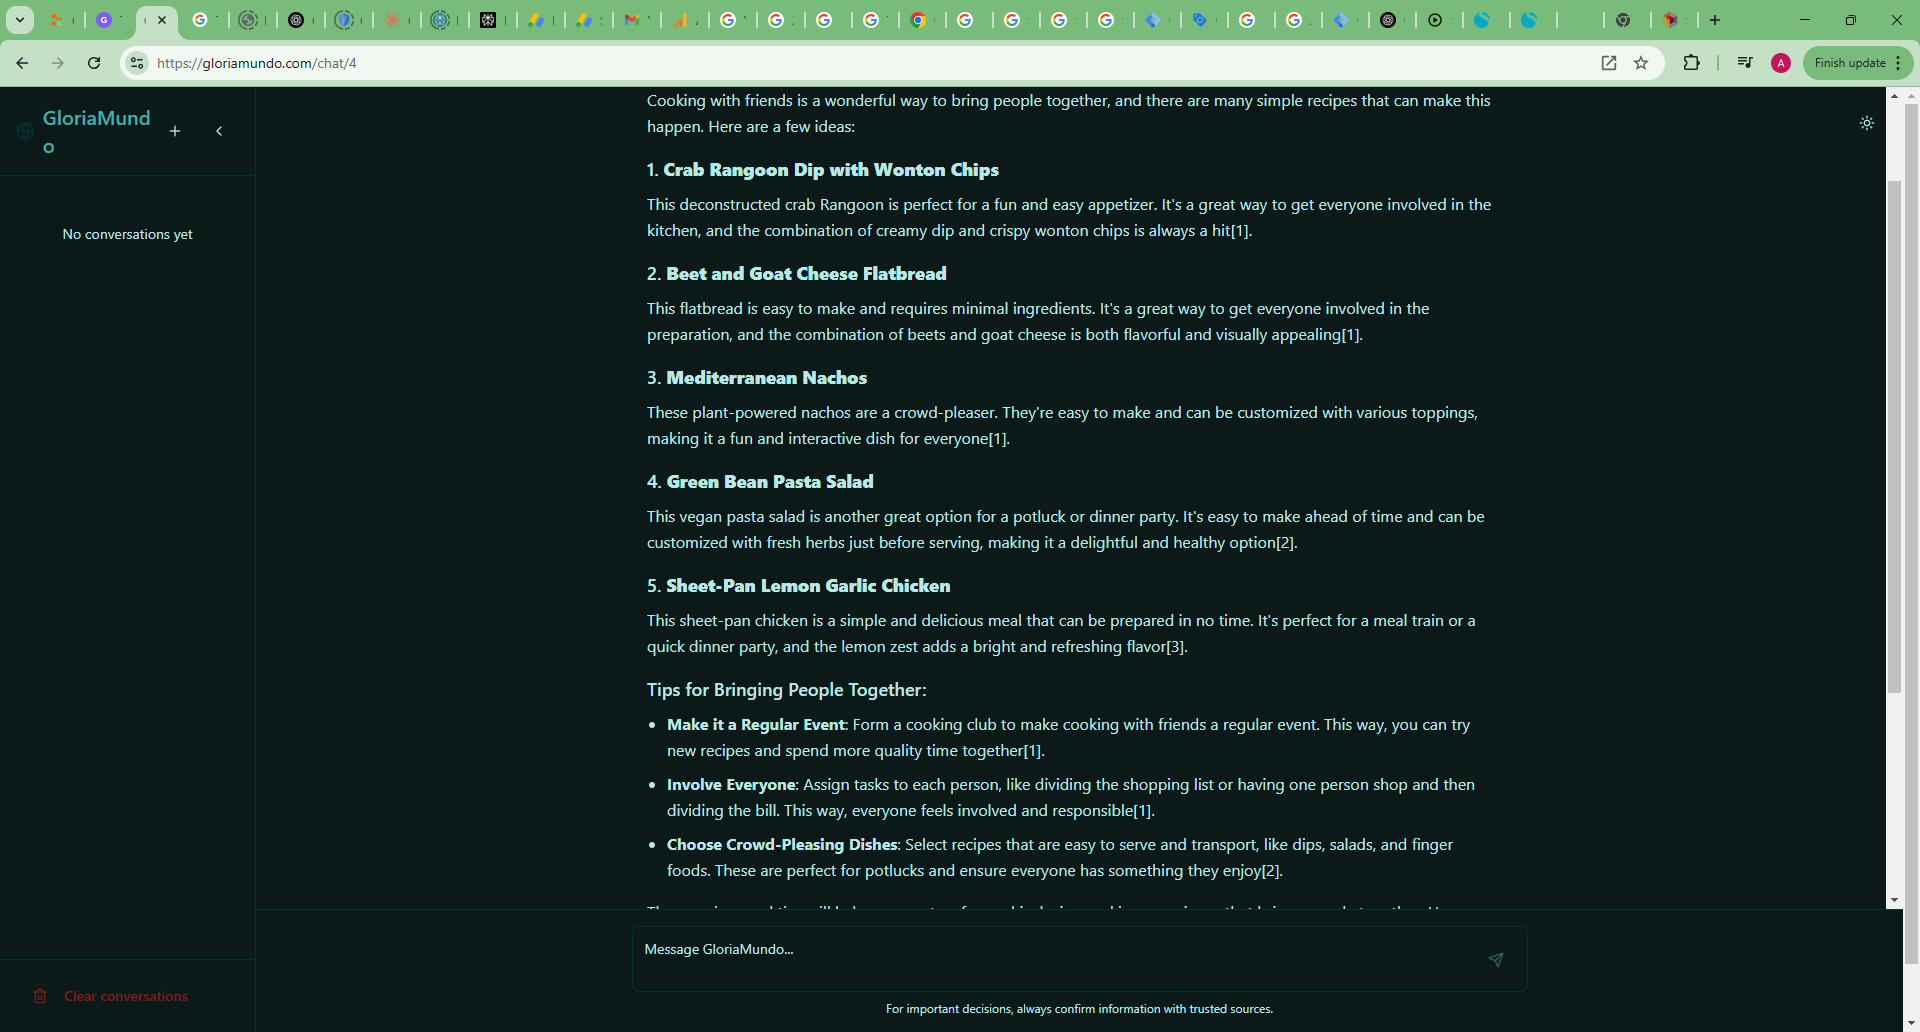 https://gloriamundo.com/chat/4
Finish update
A
GloriaMund
o
No conversations yet
Clear conversations
Cooking with friends is a wonderful way to bring people together, and there are many simple recipes that can make this
happen. Here are a few ideas:
1. Crab Rangoon Dip with Wonton Chips
This deconstructed crab Rangoon is perfect for a fun and easy appetizer. It's a great way to get everyone involved in the
kitchen, and the combination of creamy dip and crispy wonton chips is always a hit[1].
2. Beet and Goat Cheese Flatbread
This flatbread is easy to make and requires minimal ingredients. It's a great way to get everyone involved in the
preparation, and the combination of beets and goat cheese is both flavorful and visually appealing[1].
3. Mediterranean Nachos
These plant-powered nachos are a crowd-pleaser. They're easy to make and can be customized with various toppings,
making it a fun and interactive dish for everyone[1].
4. Green Bean Pasta Salad
This vegan pasta salad is another great option for a potluck or dinner party. It's easy to make ahead of time and can be
customized with fresh herbs just before serving, making it a delightful and healthy option[2].
5. Sheet-Pan Lemon Garlic Chicken
This sheet-pan chicken is a simple and delicious meal that can be prepared in no time. It's perfect for a meal train or a
quick dinner party, and the lemon zest adds a bright and refreshing flavor[3].
Tips for Bringing People Together:
• Make it a Regular Event: Form a cooking club to make cooking with friends a regular event. This way, you can try
new recipes and spend more quality time together[1].
• Involve Everyone: Assign tasks to each person, like dividing the shopping list or having one person shop and then
dividing the bill. This way, everyone feels involved and responsible[1].
• Choose Crowd-Pleasing Dishes: Select recipes that are easy to serve and transport, like dips, salads, and finger
foods. These are perfect for potlucks and ensure everyone has something they enjoy[2].
Message GloriaMundo...
For important decisions, always confirm information with trusted sources.